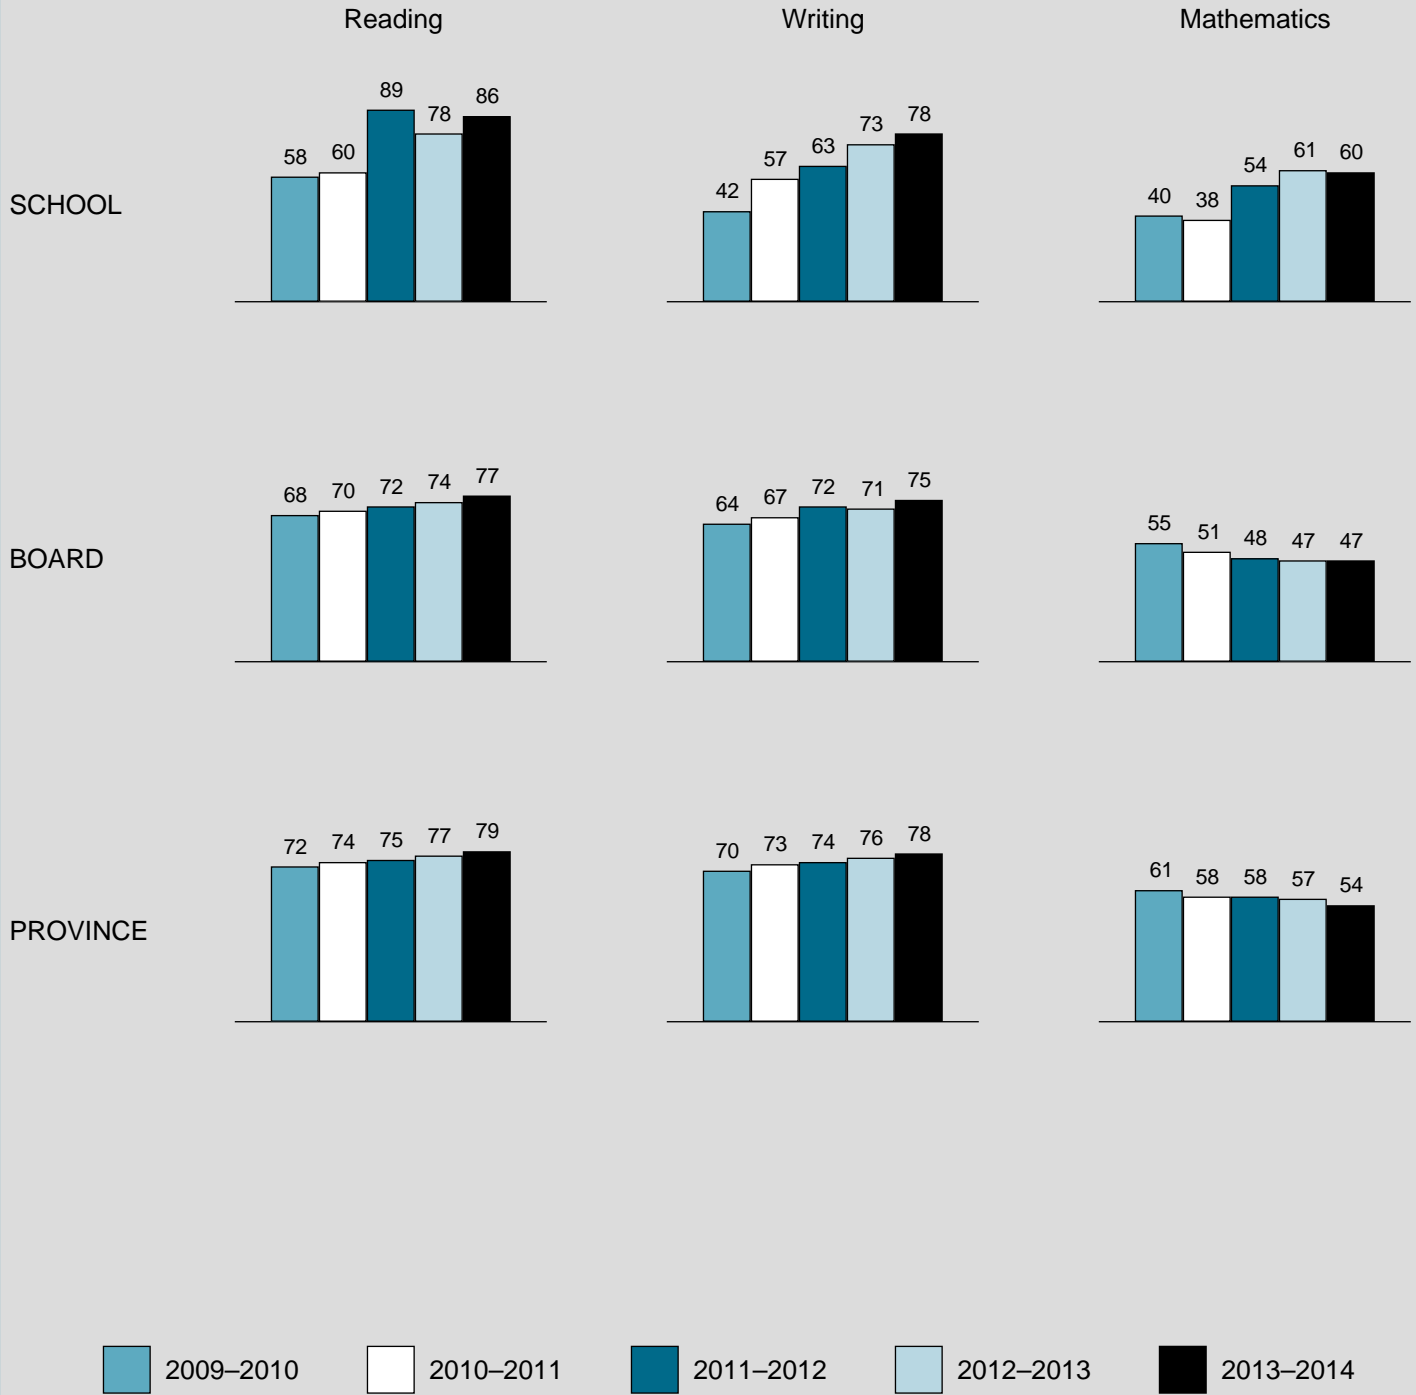 Reading Writing Mathematics
58 60 89 78 86
42 57 63 73 78
40 38 54 61 60
SCHOOL
68 70 72 74 77
64 67 72 71 75
55 51 48 47 47
BOARD
72 74 75 77 79
70 73 74 76 78
61 58 58 57 54
PROVINCE
2009–2010 2010–2011 2011–2012 2012–2013 2013–2014